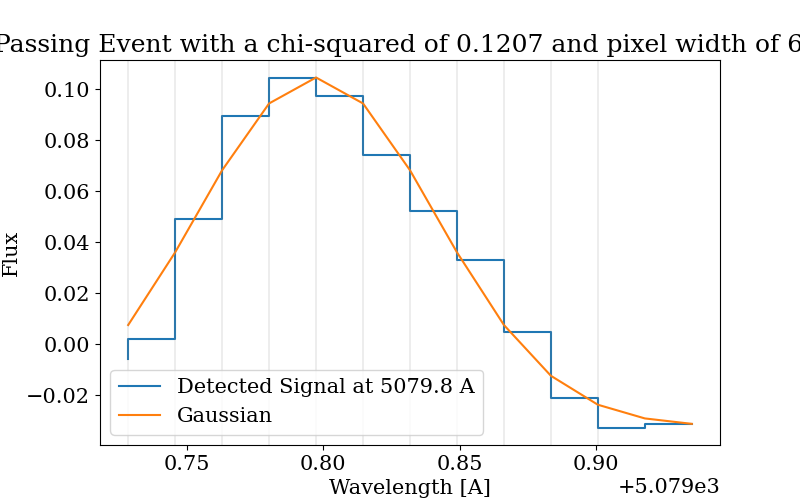 Passing Event with a chi-squared of 0.1207 and pixel width of 6
0.10
0.08
0.06
0.04
0.02
0.00
−0.02
Flux
Detected Signal at 5079.8 A
Gaussian
0.75 0.80 0.85 0.90
Wavelength [A]
+5.079e3